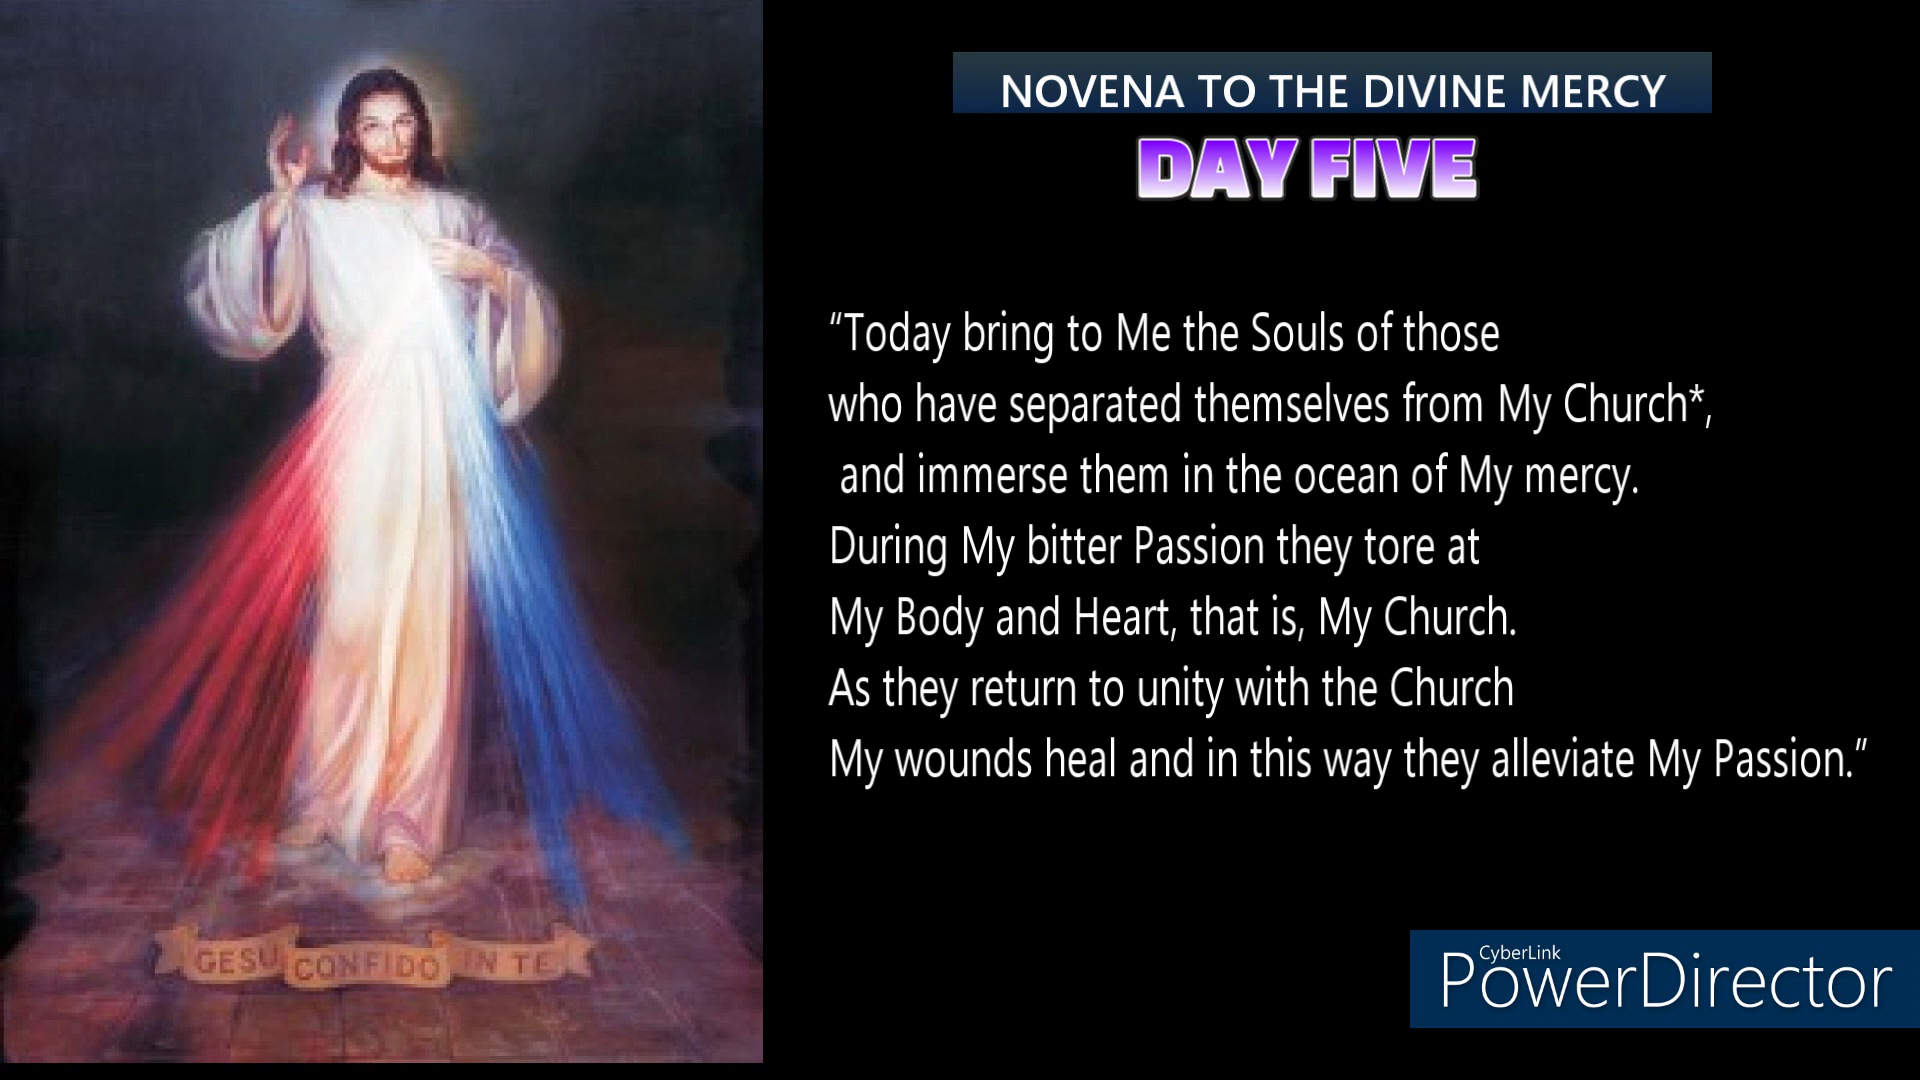 NOVENA TO THE DIVINE MERCY
DAY FIVE
“Today bring to Me the Souls of those
who have separated themselves from My Church*,
and immerse them in the ocean of My mercy.
During My bitter Passion they tore at
My Body and Heart, that is, My Church.
As they return to unity with the Church
My wounds heal and in this way they alleviate My Passion.”
GESU CONFIDO IN TE
CyberLink
PowerDirector